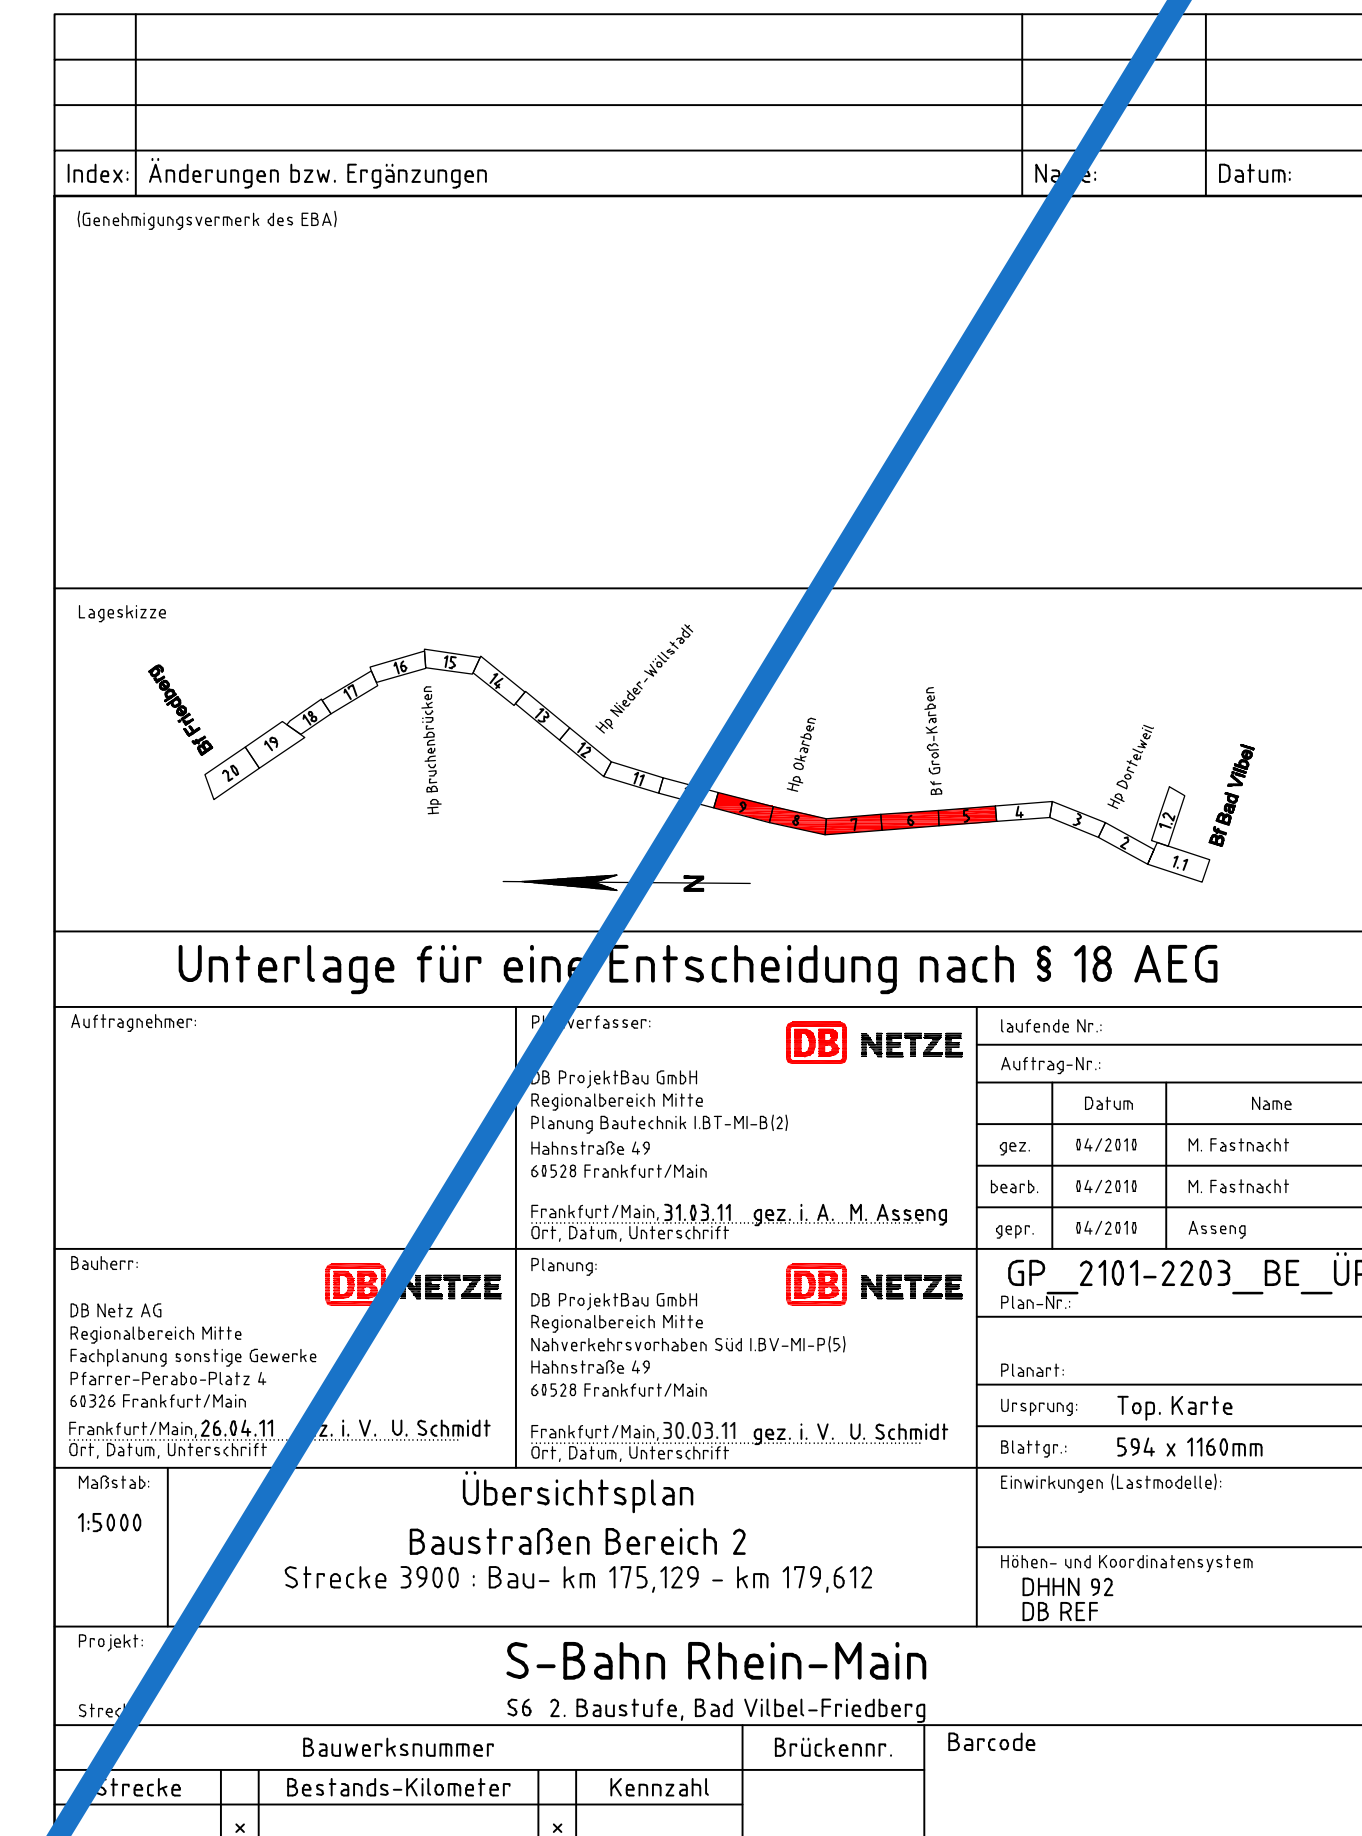 Index: Änderungen bzw. Ergänzungen Datum:
(Genehmigungsvermerk des EBA)
Lageskizze
Bf Friedberg
20 19 18 17 16 15 14 13 12 11 9 8 7 6 5 4 3 2 1.2 1.1
Hp Bruchenbrücken
Hp Nieder-Wöllstadt
Hp Okarben
Bf Groß-Karben
Hp Dortelweil
Bf Bad Vilbel
N
Unterlage für eine Entscheidung nach § 18 AEG
Auftragnehmer:
DB NETZE
DB ProjektBau GmbH
Regionalbereich Mitte
Planung Bautechnik I.BT-MI-B(2)
Hahnstraße 49
60528 Frankfurt/Main
Frankfurt/Main, 31.03.11 gez. i. A. M. Asseng
Ort, Datum, Unterschrift
laufende Nr.:
Auftrag-Nr.:
Datum Name
gez. 04/2010 M. Fastnacht
bearb. 04/2010 M. Fastnacht
gepr. 04/2010 Asseng
Bauherr:
DB NETZE
DB Netz AG
Regionalbereich Mitte
Fachplanung sonstige Gewerke
Pfarrer-Perabo-Platz 4
60326 Frankfurt/Main
Frankfurt/Main, 26.04.11 i. V. U. Schmidt
Ort, Datum, Unterschrift
Planung:
DB NETZE
DB ProjektBau GmbH
Regionalbereich Mitte
Nahverkehrsvorhaben Süd I.BV-MI-P(5)
Hahnstraße 49
60528 Frankfurt/Main
Frankfurt/Main, 30.03.11 gez. i. V. U. Schmidt
Ort, Datum, Unterschrift
GP__2101-2203__BE__
Plan-Nr.:
Planart:
Ursprung: Top. Karte
Blattgr.: 594 x 1160mm
Maßstab:
1:5000
Übersichtsplan
Baustraßen Bereich 2
Strecke 3900 : Bau- km 175,129 - km 179,612
Einwirkungen (Lastmodelle):
Höhen- und Koordinatensystem
DHHN 92
DB REF
Projekt:
S-Bahn Rhein-Main
S6 2. Baustufe, Bad Vilbel-Friedberg
Bauwerksnummer Brückennr. Barcode
Strecke Bestands-Kilometer Kennzahl
x x